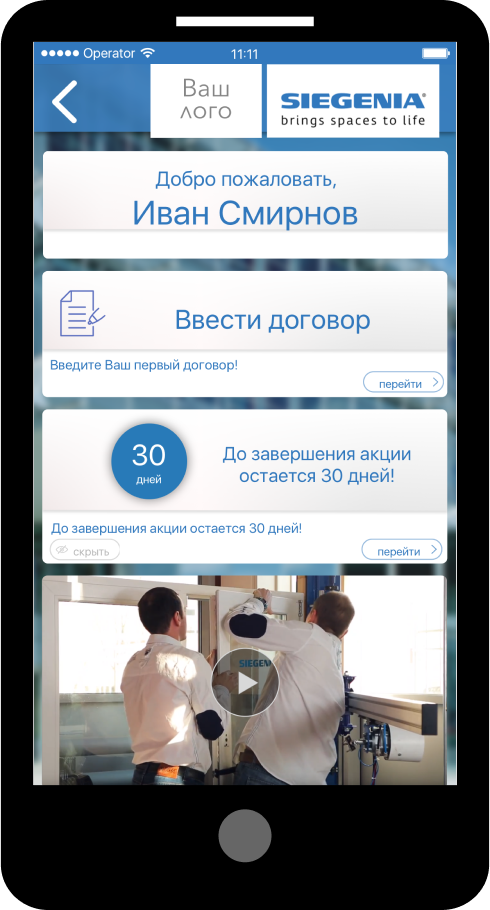 Operator
11:11
Ваш
лого
SIEGENIA®
brings spaces to life
Добро пожаловать,
Иван Смирнов
Ввести договор
Введите Ваш первый договор!
перейти
30
дней
До завершения акции
остается 30 дней!
До завершения акции остается 30 дней!
скрыть
перейти
SIEGENI